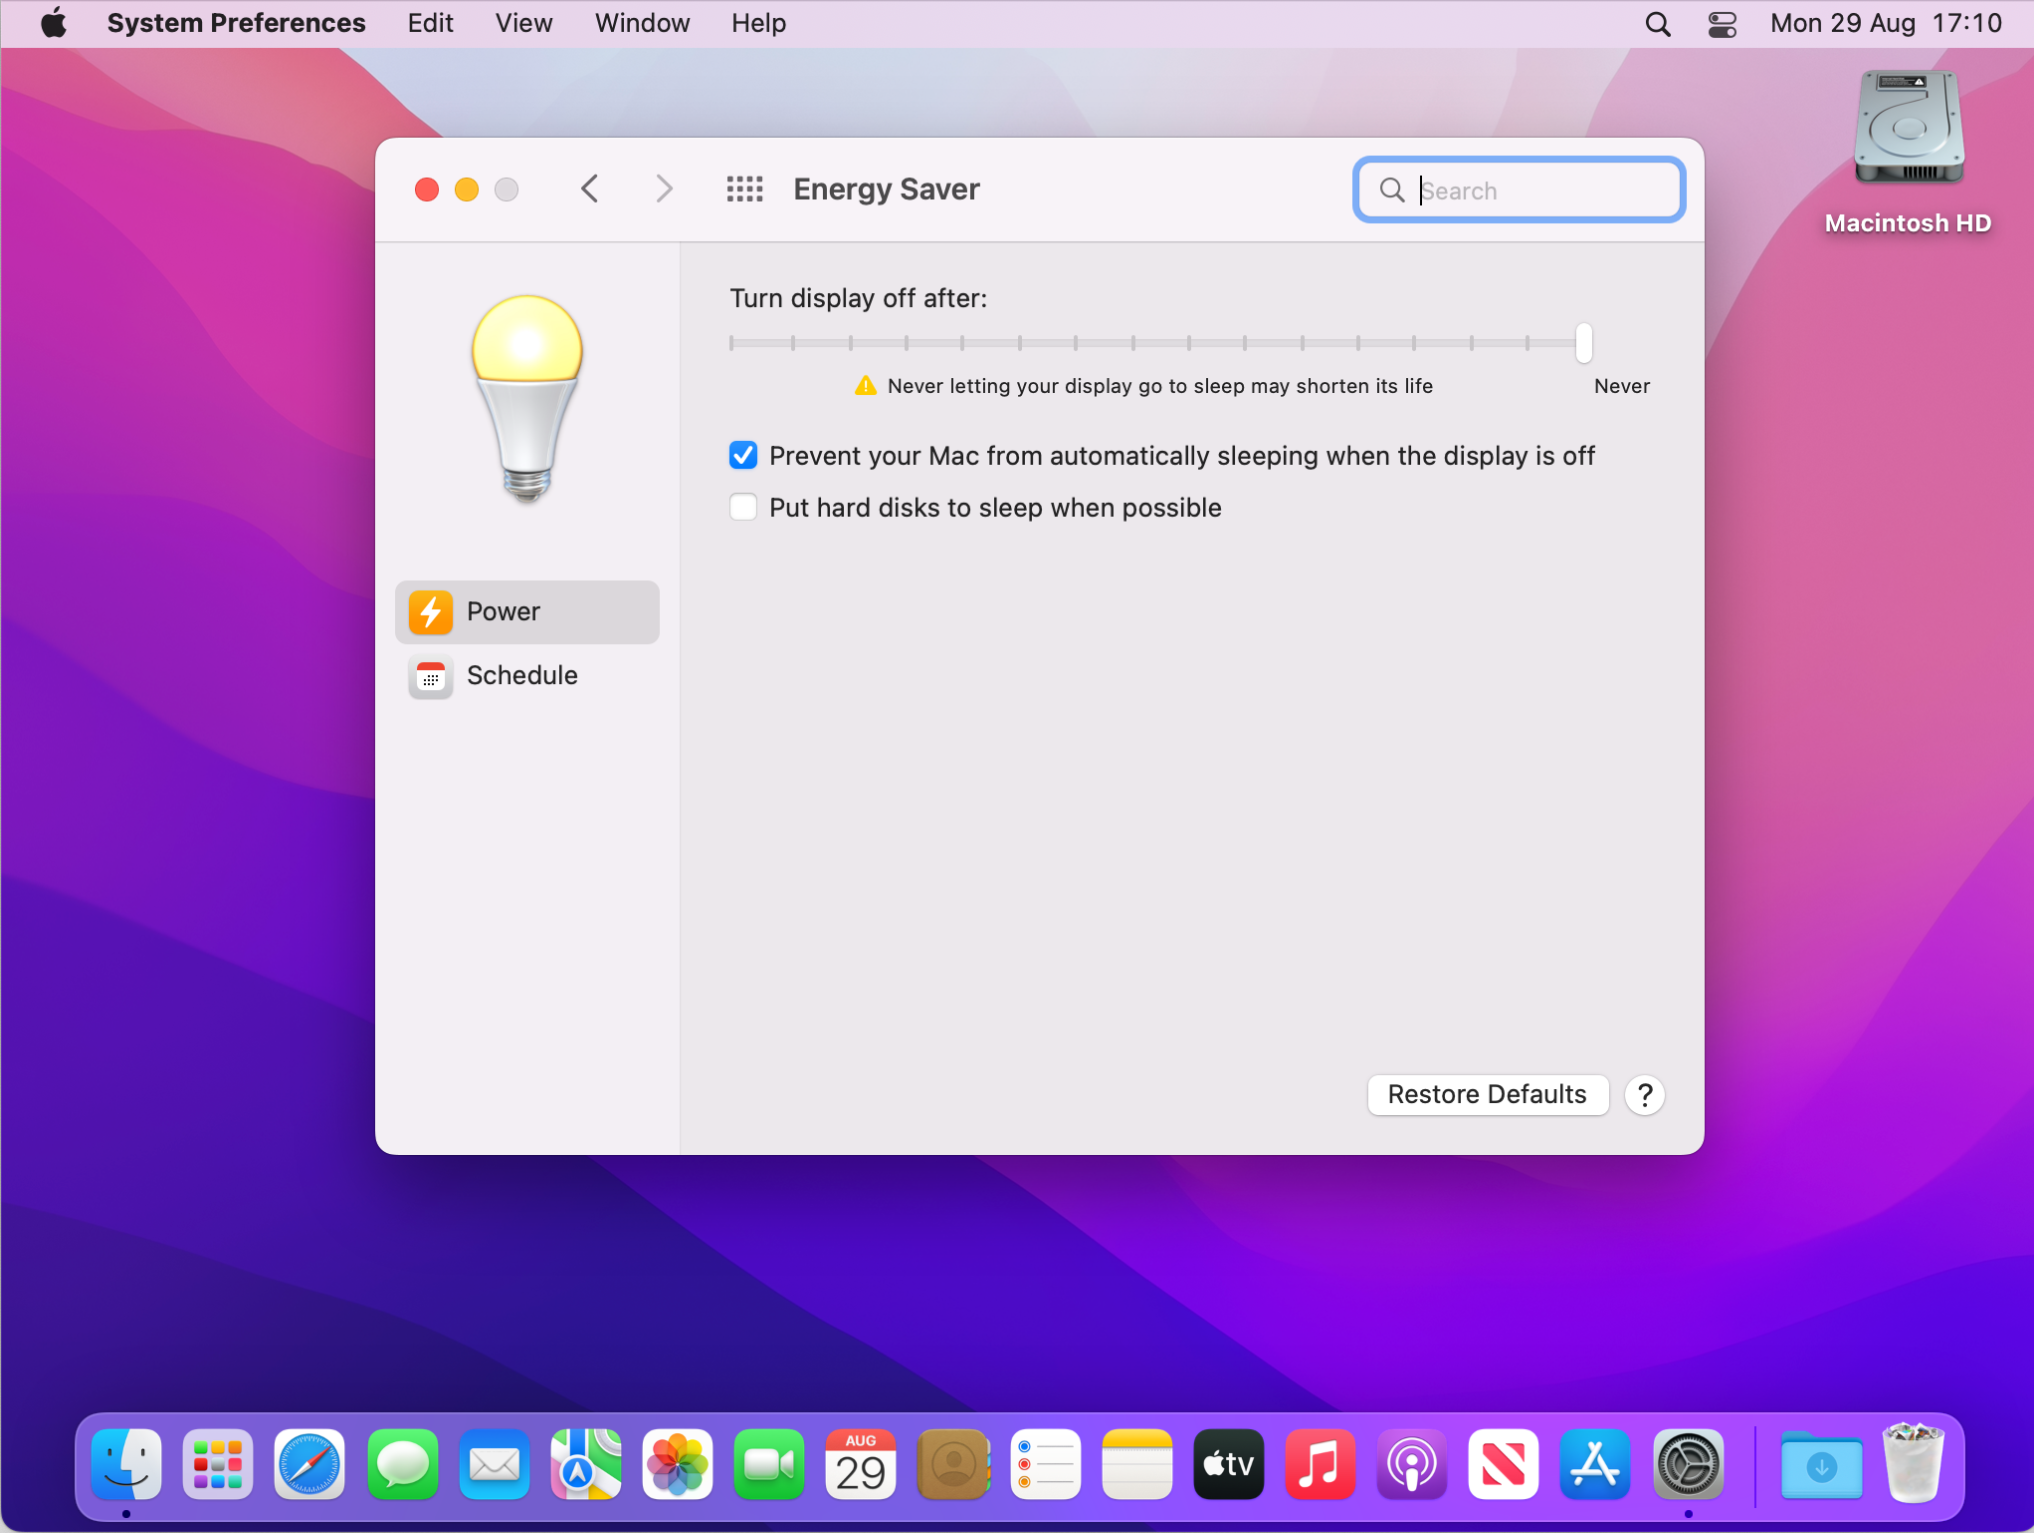 System Preferences Edit View Window Help Mon 29 Aug 17:10
Macintosh HD
Energy Saver
Search
Turn display off after:
Never letting your display go to sleep may shorten its life Never
Prevent your Mac from automatically sleeping when the display is off
Put hard disks to sleep when possible
Power
Schedule
Restore Defaults ?
AUG
29
tv